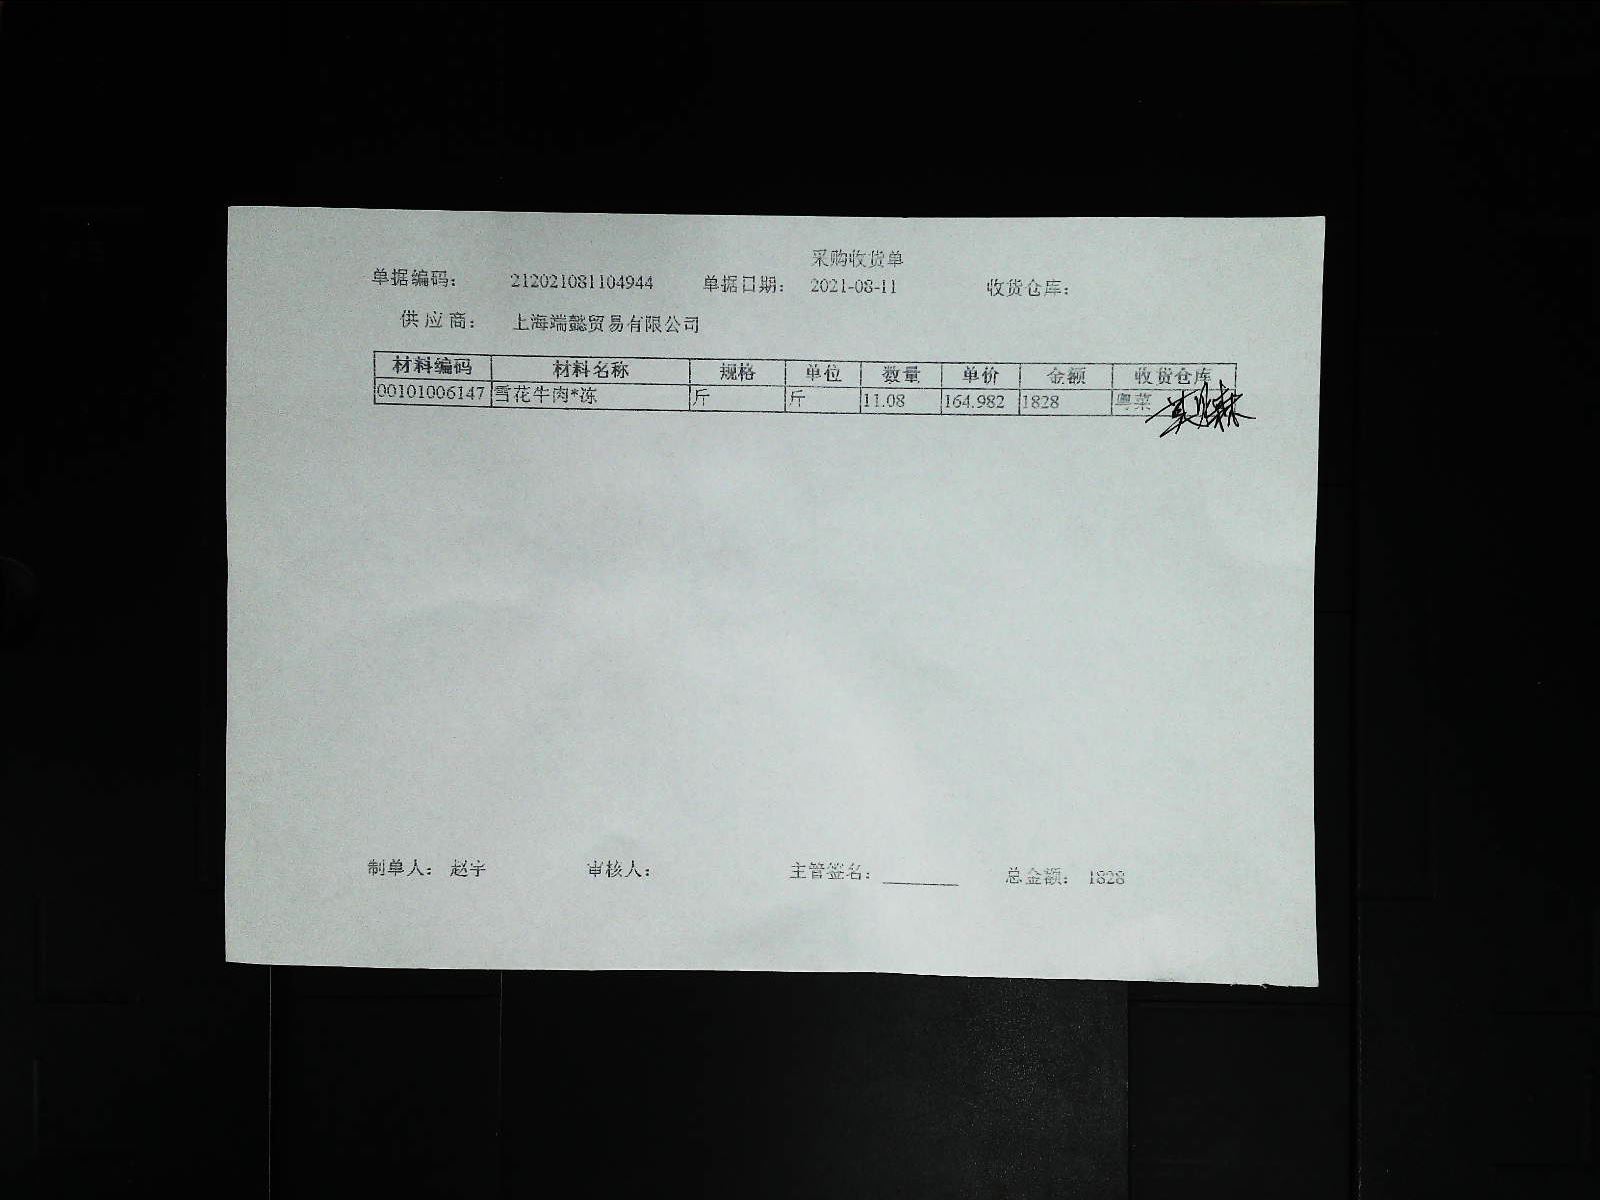 采购收货单
单据编码： 212021081104944 单据日期： 2021-08-11 收货仓库：
供应商： 上海端懿贸易有限公司
材料编码 材料名称 规格 单位 数量 单价 金额 收货仓库
00101006147 雪花牛肉*冻 斤 斤 11.08 164.982 1828 粤菜
制单人： 赵宇 审核人： 主管签名： 总金额： 1828